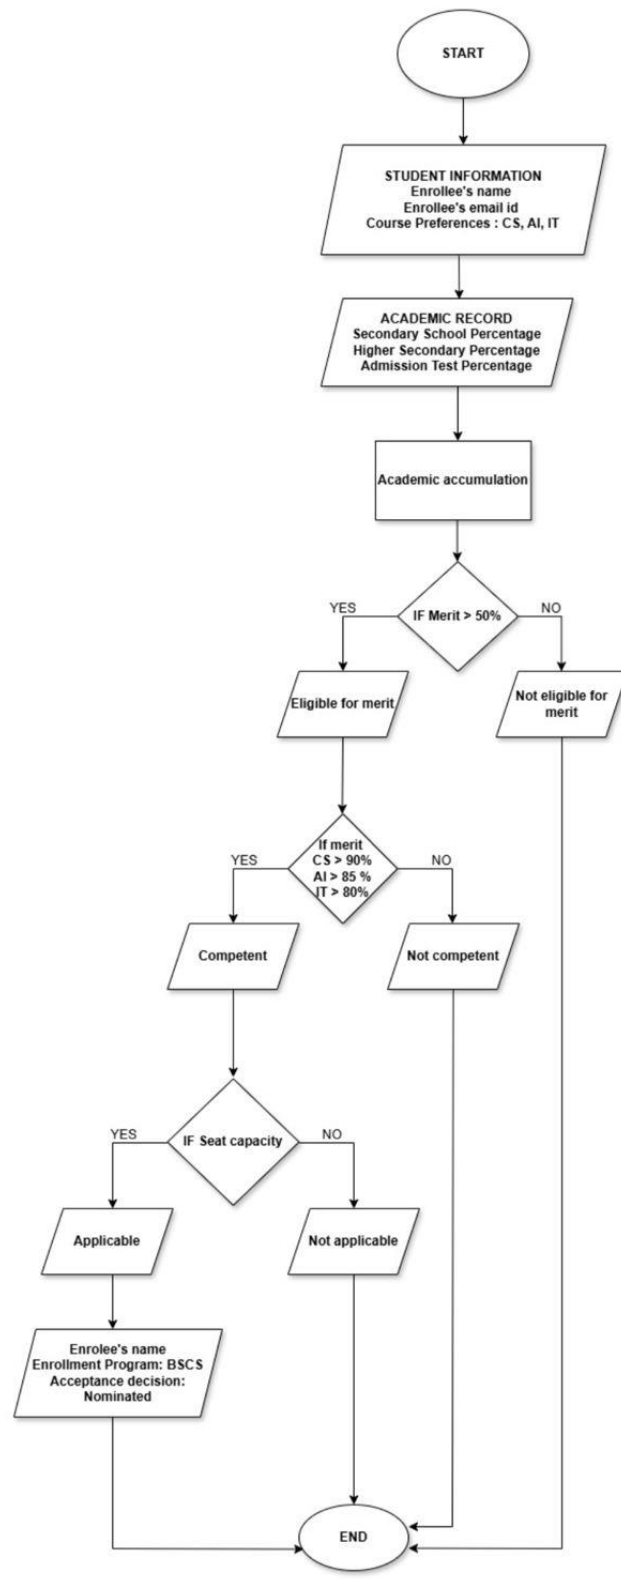 START
STUDENT INFORMATION
Enrollee's name
Enrollee's email id
Course Preferences : CS, AI, IT
ACADEMIC RECORD
Secondary School Percentage
Higher Secondary Percentage
Admission Test Percentage
Academic accumulation
IF Merit > 50%
YES
NO
Eligible for merit
Not eligible for
merit
If merit
CS > 90%
AI > 85 %
IT > 80%
YES
NO
Competent
Not competent
IF Seat capacity
YES
NO
Applicable
Not applicable
Enrolee's name
Enrollment Program: BSCS
Acceptance decision:
Nominated
END